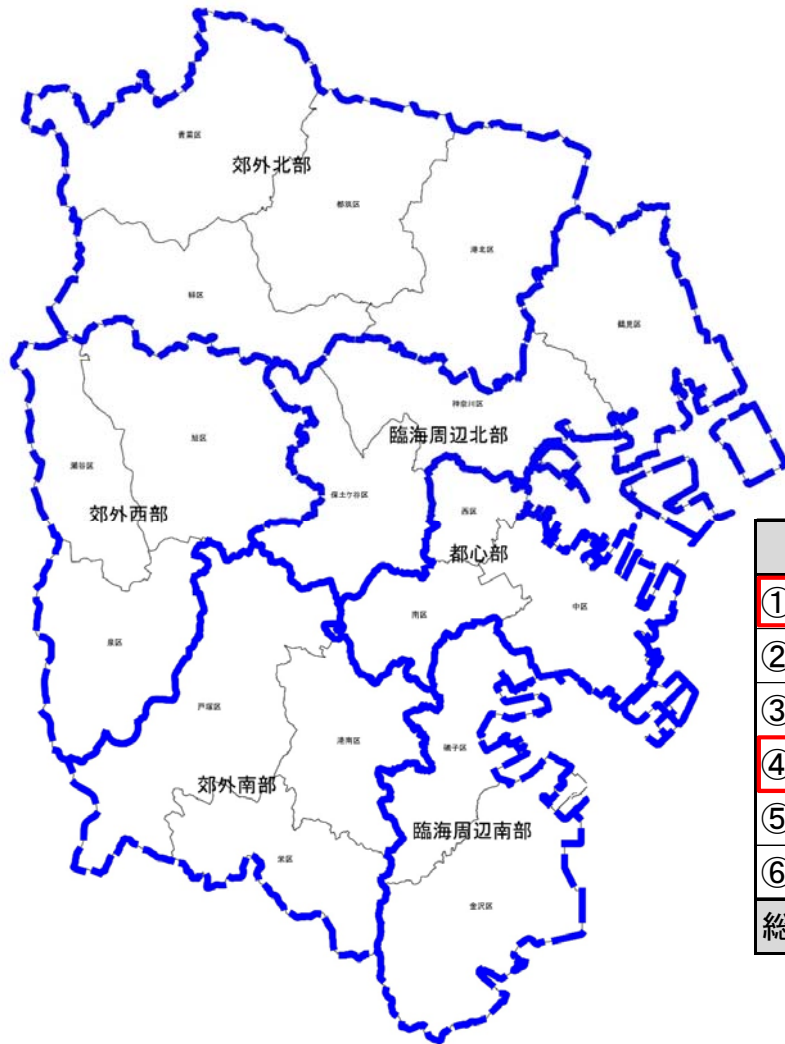 青葉区
郊外北部
都筑区
港北区
緑区
鶴見区
神奈川区
臨海周辺北部
旭区
瀬谷区
保土ケ谷区
郊外西部
西区
都心部
南区
中区
泉区
戸塚区
港南区
磯子区
郊外南部
臨海周辺南部
栄区
金沢区
①
②
③
④
⑤
⑥
総